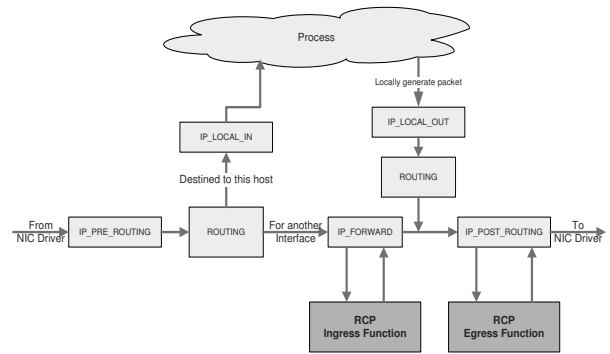 Process
Locally generate packet
IP_LOCAL_IN
IP_LOCAL_OUT
Destined to this host
ROUTING
From
NIC Driver
IP_PRE_ROUTING
ROUTING
For another
Interface
IP_FORWARD
IP_POST_ROUTING
To
NIC Driver
RCP
Ingress Function
RCP
Egress Function